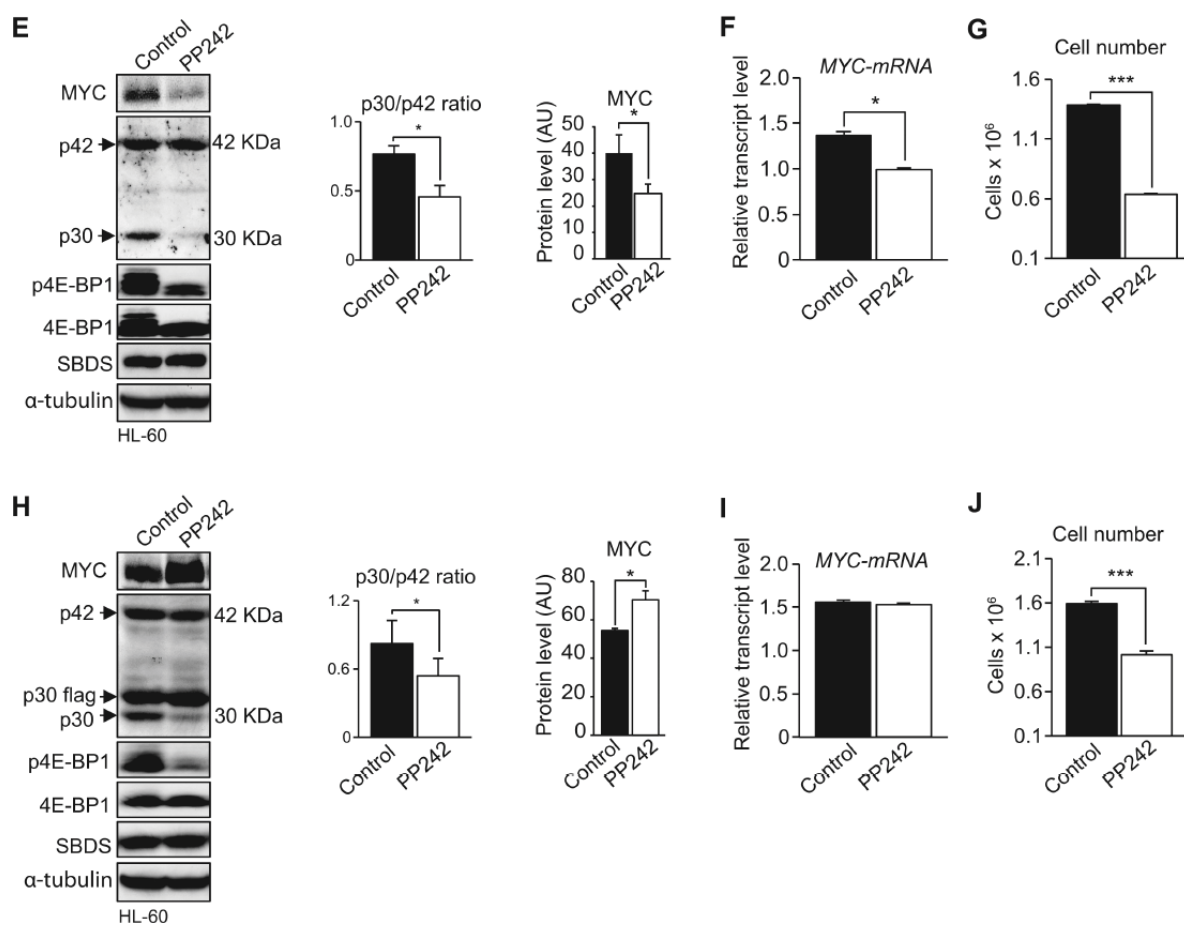 E
Control
PP242
MYC
p42
42 KDa
p30
30 KDa
p4E-BP1
4E-BP1
SBDS
α-tubulin
HL-60
p30/p42 ratio
1.0
0.5
0
*
Control
PP242
MYC
Protein level (AU)
50
40
30
20
10
0
*
Control
PP242
F
MYC-mRNA
Relative transcript level
2.0
1.5
1.0
0.5
0
*
Control
PP242
G
Cell number
Cells x 10⁶
1.6
1.1
0.6
0.1
***
Control
PP242
H
Control
PP242
MYC
p42
42 KDa
p30 flag
p30
30 KDa
p4E-BP1
4E-BP1
SBDS
α-tubulin
HL-60
p30/p42 ratio
1.2
0.6
0
*
Control
PP242
MYC
Protein level (AU)
80
60
40
20
0
*
Control
PP242
I
MYC-mRNA
Relative transcript level
2.0
1.5
1.0
0.5
0
Control
PP242
J
Cell number
Cells x 10⁶
2.1
1.6
1.1
0.6
0.1
***
Control
PP242